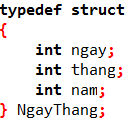 typedef struct
{
    int ngay;
    int thang;
    int nam;
} NgayThang;